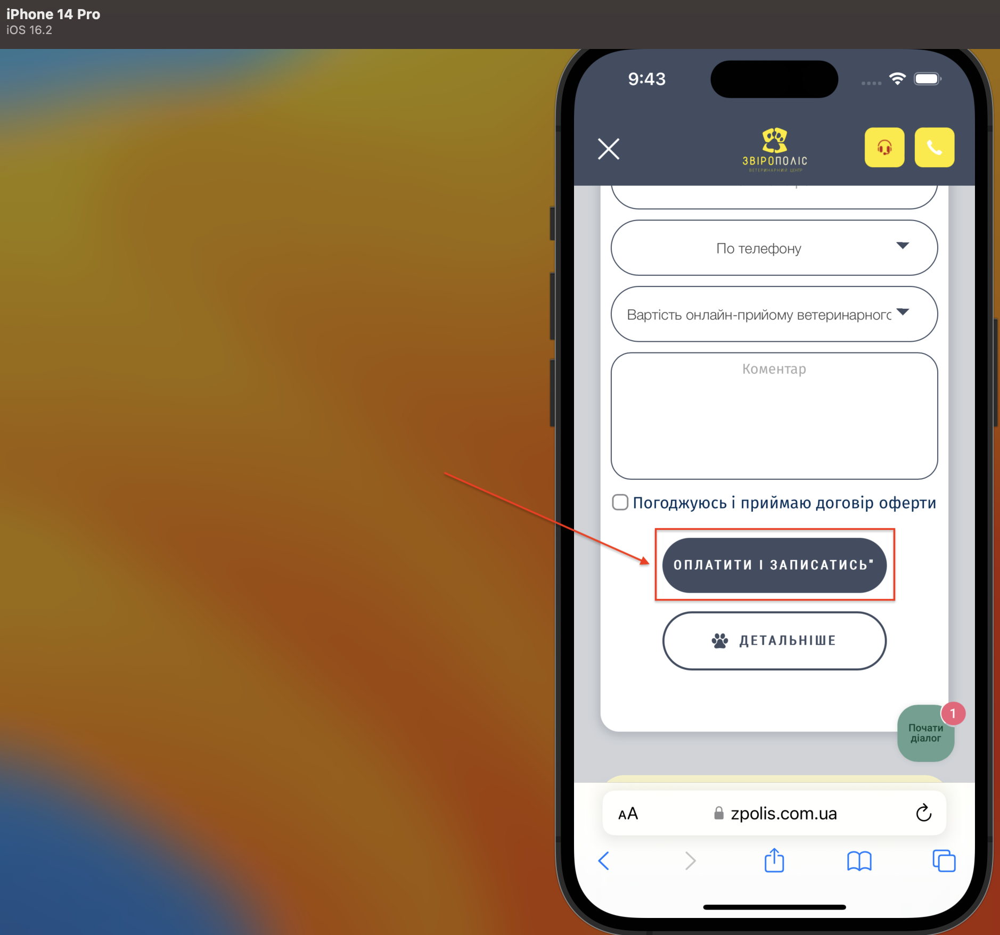 iPhone 14 Pro
iOS 16.2
9:43
ЗВІРОПОЛІС
ВЕТЕРИНАРНИЙ ЦЕНТР
По телефону
Вартість онлайн-прийому ветеринарного
Коментар
Погоджуюсь і приймаю договір оферти
ОПЛАТИТИ І ЗАПИСАТИСЬ"
ДЕТАЛЬНІШЕ
1
Почати
діалог
AA
zpolis.com.ua